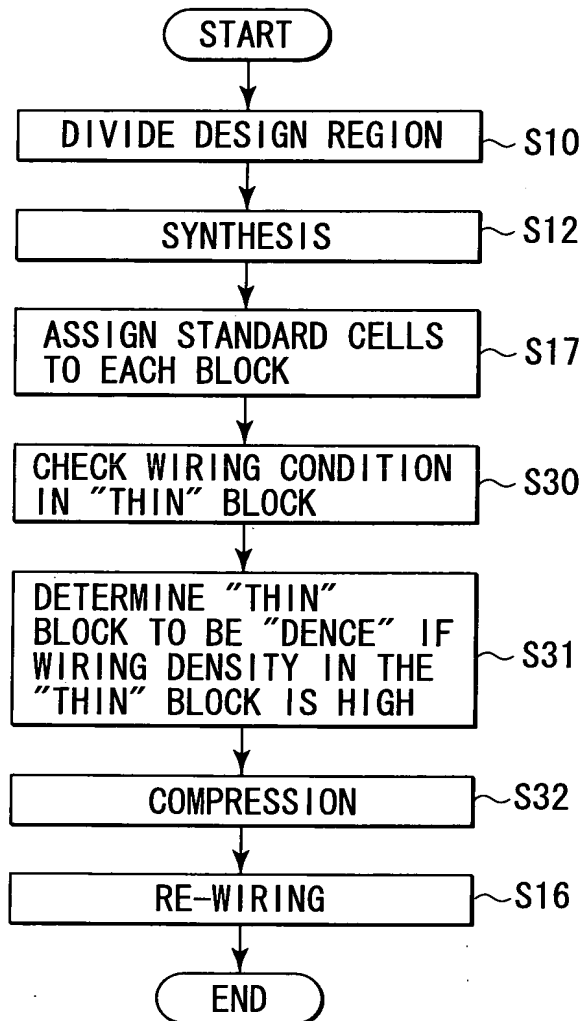 START
DIVIDE DESIGN REGION
S10
SYNTHESIS
S12
ASSIGN STANDARD CELLS
TO EACH BLOCK
S17
CHECK WIRING CONDITION
IN "THIN" BLOCK
S30
DETERMINE "THIN"
BLOCK TO BE "DENCE" IF
WIRING DENSITY IN THE
"THIN" BLOCK IS HIGH
S31
COMPRESSION
S32
RE-WIRING
S16
END